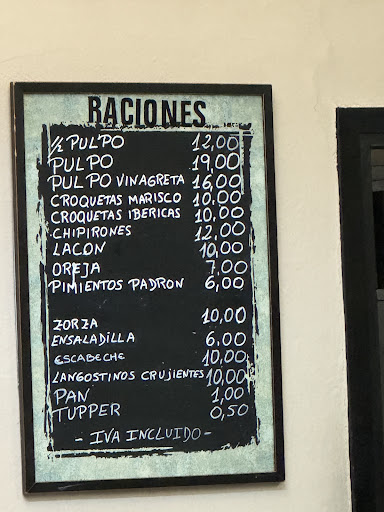 RACIONES
½ PULPO 12,00
PULPO 19,00
PULPO VINAGRETA 16,00
CROQUETAS MARISCO 10,00
CROQUETAS IBERICAS 10,00
CHIPIRONES 12,00
LACON 10,00
OREJA 7,00
PIMIENTOS PADRON 6,00
ZORZA 10,00
ENSALADILLA 6,00
ESCABECHE 10,00
LANGOSTINOS CRUJIENTES 10,00
PAN 1,00
TUPPER 0,50
- IVA INCLUIDO -